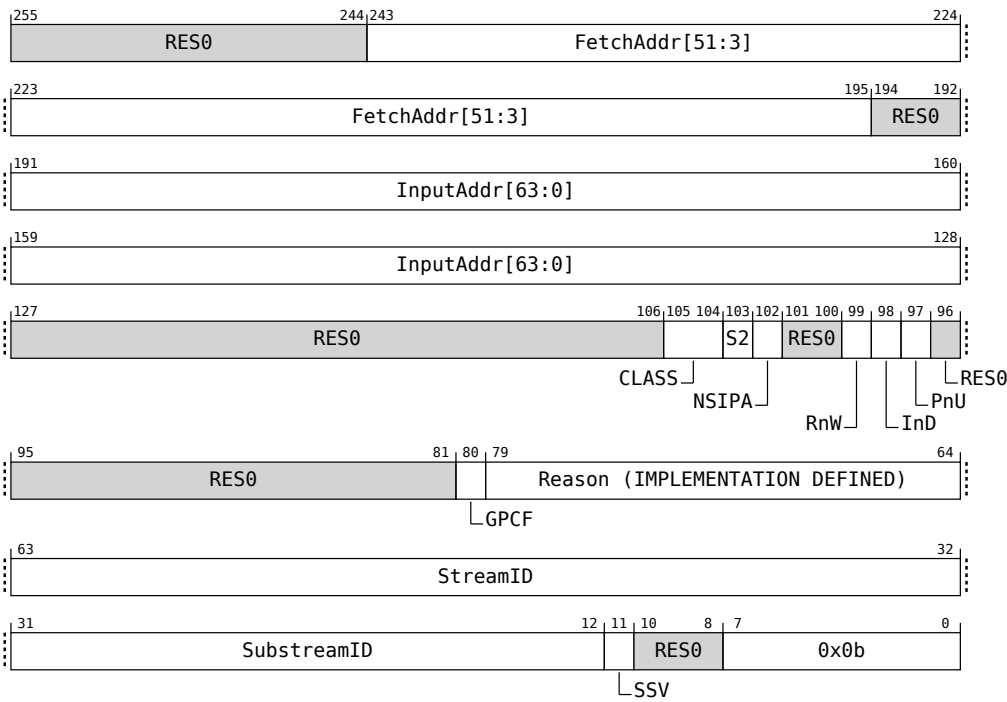 255 244 243 224
RES0 FetchAddr[51:3]
223 195 194 192
FetchAddr[51:3] RES0
191 160
InputAddr[63:0]
159 128
InputAddr[63:0]
127 106 105 104 103 102 101 100 99 98 97 96
RES0 S2 RES0
CLASS RES0
NSIPA PnU
RnW InD
95 81 80 79 64
RES0 Reason (IMPLEMENTATION DEFINED)
GPCF
63 32
StreamID
31 12 11 10 8 7 0
SubstreamID RES0 0x0b
SSV